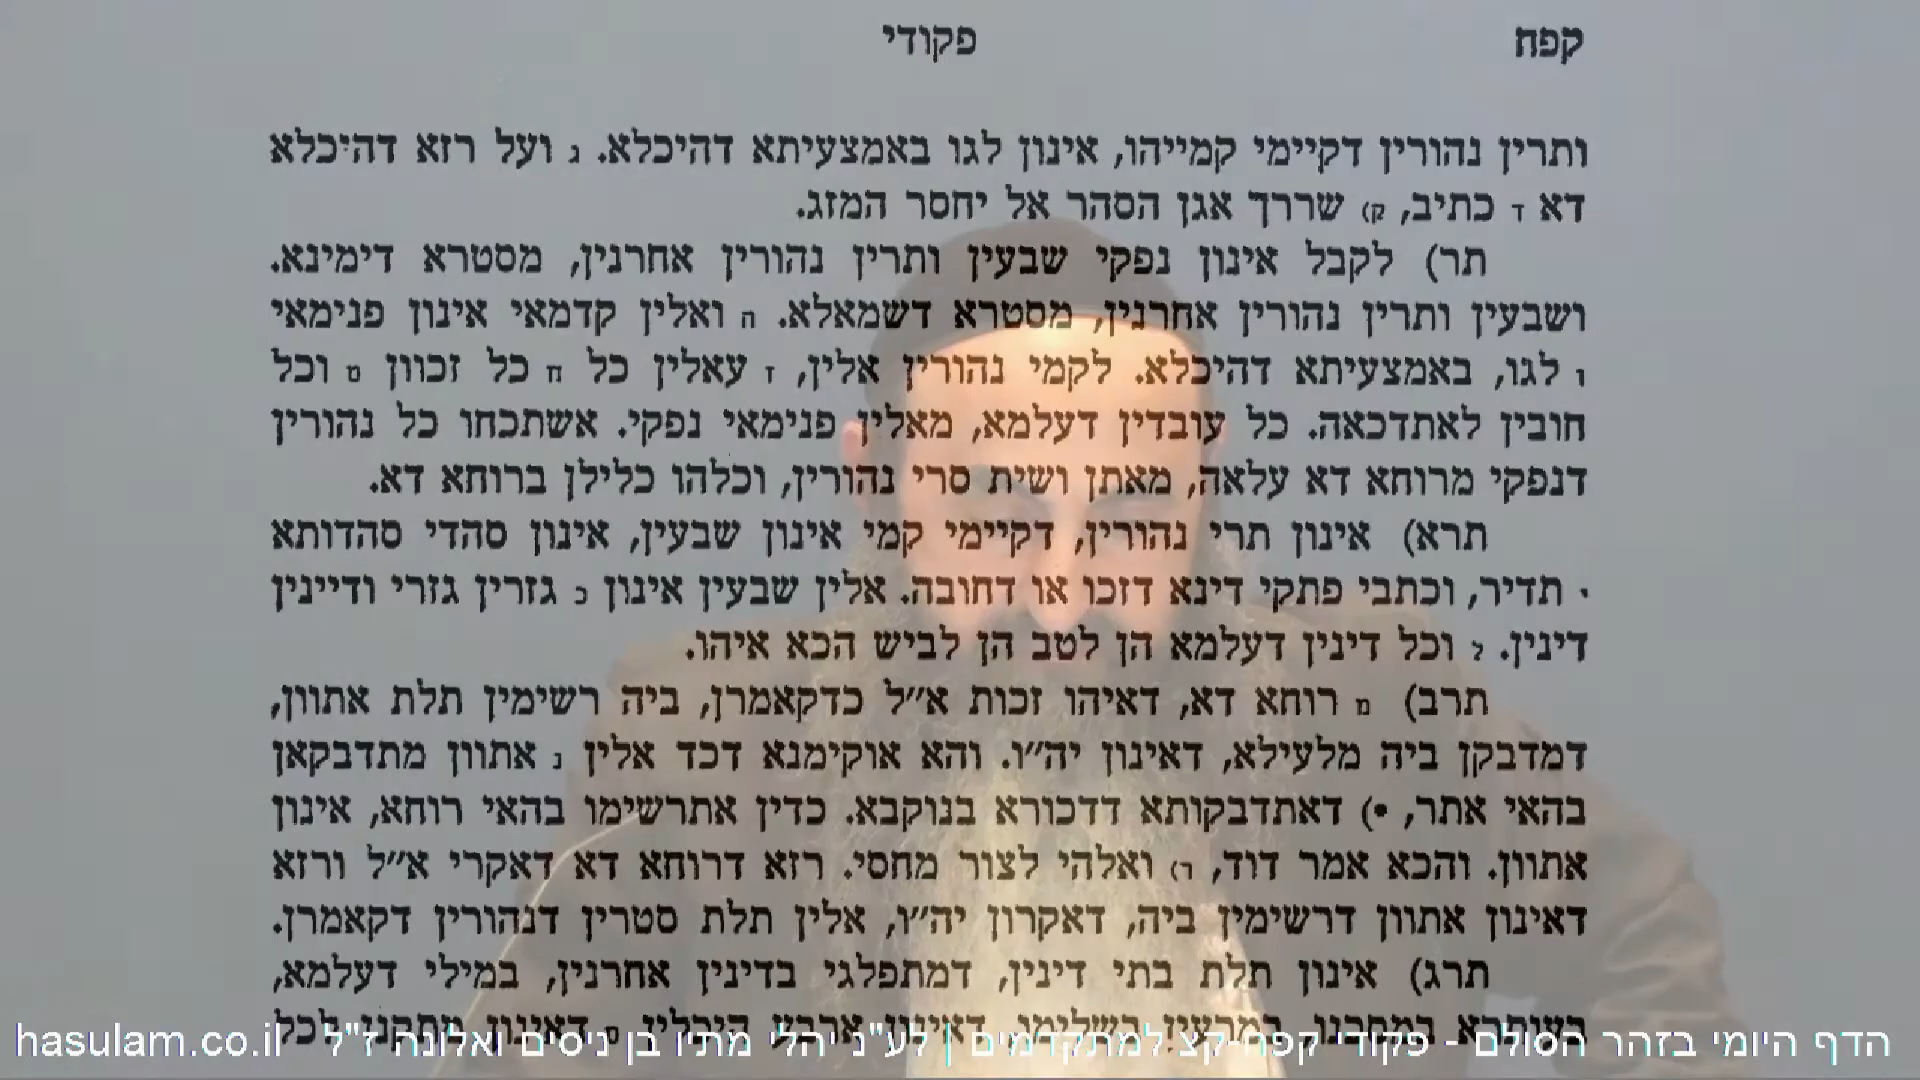 קפח פקודי
ותרין נהורין דקיימי קמייהו, אינון לגו באמצעיתא דהיכלא. ג ועל רזא דהיכלא
דא ד כתיב, ק) שררך אגן הסהר אל יחסר המזג.
תר) לקבל אינון נפקי שבעין ותרין נהורין אחרנין, מסטרא דימינא.
ושבעין ותרין נהורין אחרנין, מסטרא דשמאלא. ה ואלין קדמאי אינון פנימאי
ו לגו, באמצעיתא דהיכלא. לקמי נהורין אלין, ז עאלין כל ח כל זכוון ט וכל
חובין לאתדכאה. כל עובדין דעלמא, מאלין פנימאי נפקי. אשתכחו כל נהורין
דנפקי מרוחא דא עלאה, מאתן ושית סרי נהורין, וכלהו כלילן ברוחא דא.
תרא) אינון תרי נהורין, דקיימי קמי אינון שבעין, אינון סהדי סהדותא
י תדיר, וכתבי פתקי דינא דזכו או דחובה. אלין שבעין אינון כ גזרין גזרי ודיינין
דינין. ל וכל דינין דעלמא הן לטב הן לביש הכא איהו.
תרב) מ רוחא דא, דאיהו זכות א״ל כדקאמרן, ביה רשימין תלת אתוון,
דמדבקן ביה מלעילא, דאינון יה״ו. והא אוקימנא דכד אלין נ אתוון מתדבקאן
בהאי אתר, •) דאתדבקותא דדכורא בנוקבא. כדין אתרשימו בהאי רוחא, אינון
אתוון. והכא אמר דוד, ר) ואלהי לצור מחסי. רזא דרוחא דא דאקרי א״ל ורזא
דאינון אתוון דרשימין ביה, דאקרון יה״ו, אלין תלת סטרין דנהורין דקאמרן.
תרג) אינון תלת בתי דינין, דמתפלגי בדינין אחרנין, במילי דעלמא,
דאינון ארבע היכלין ס דאינון מתקנן לכל
הדף היומי בזהר הסולם - פקודי קפח-קצ למתקדמים | לע"נ יהלי מתיו בן ניסים ואלונה ז"ל hasulam.co.il